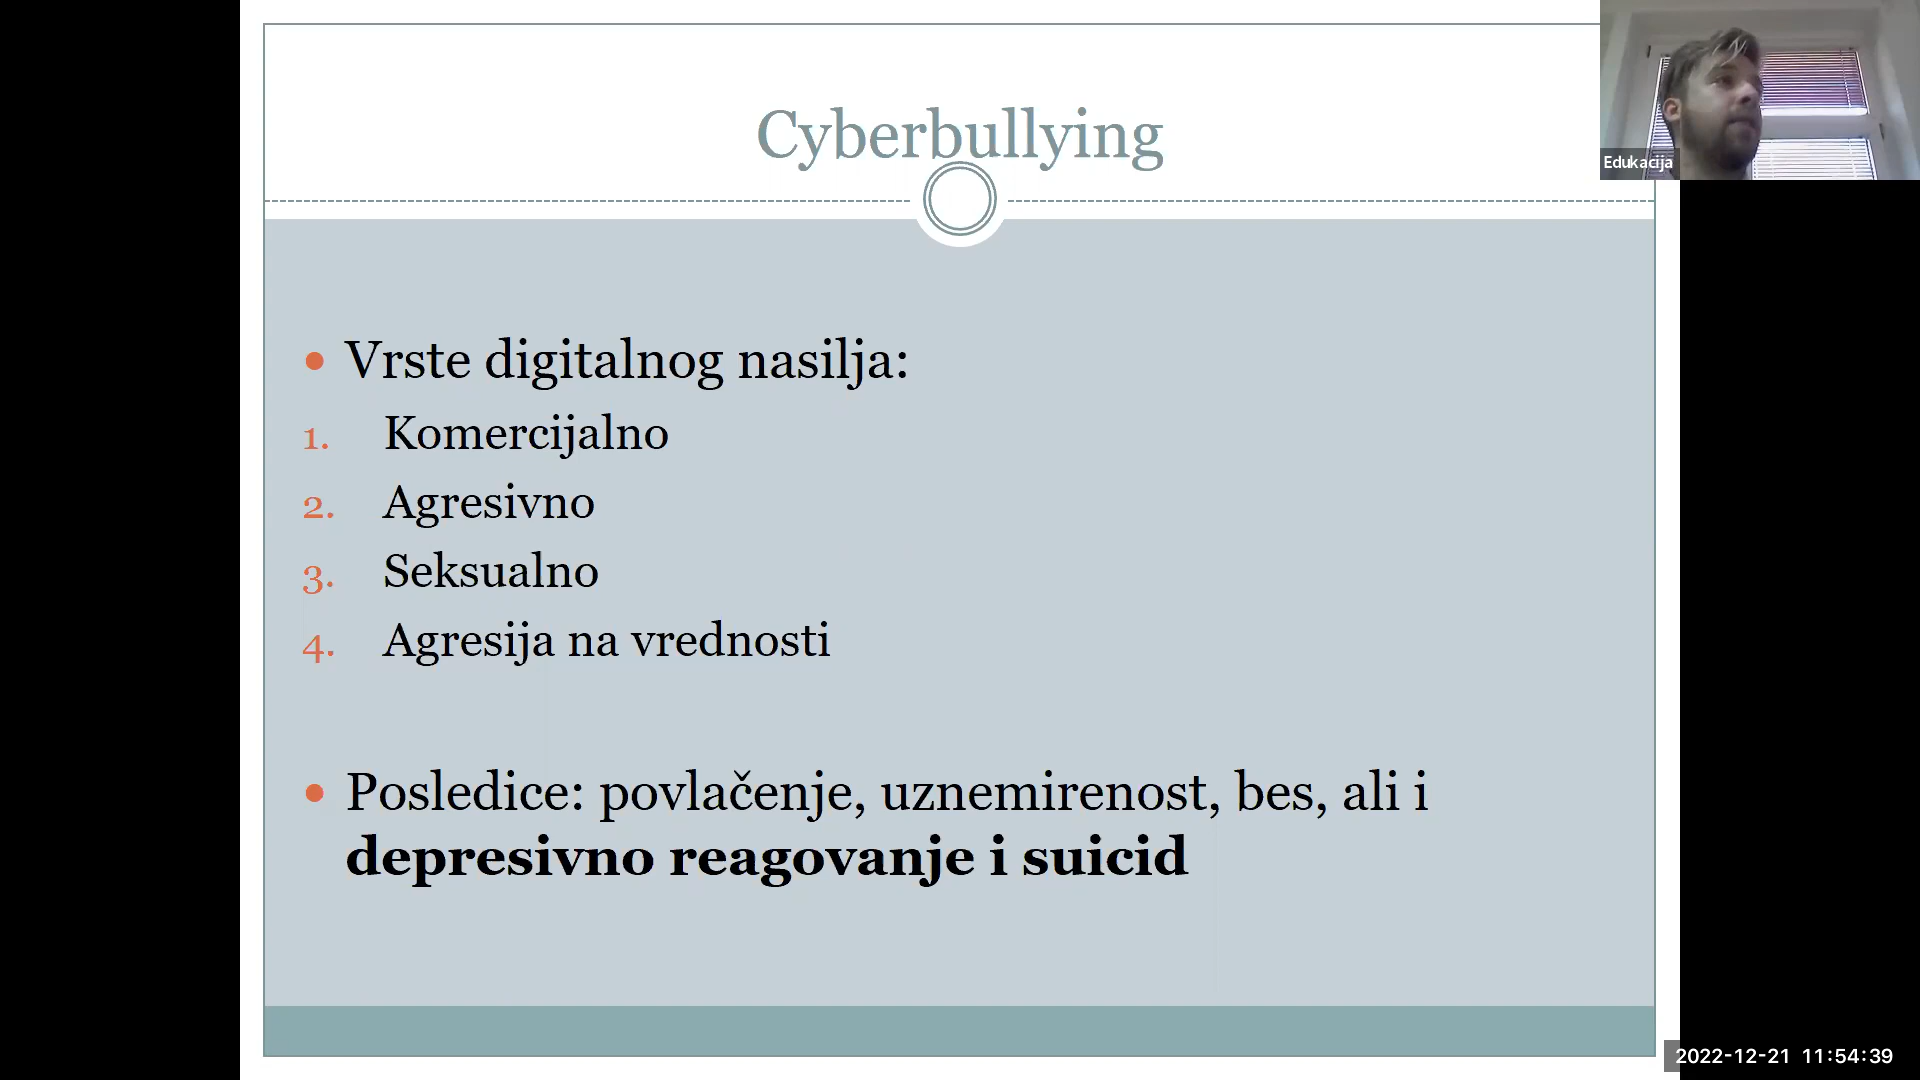 Cyberbullying
Edukacija
• Vrste digitalnog nasilja:
1. Komercijalno
2. Agresivno
3. Seksualno
4. Agresija na vrednosti
• Posledice: povlačenje, uznemirenost, bes, ali i
depresivno reagovanje i suicid
2022-12-21 11:54:39